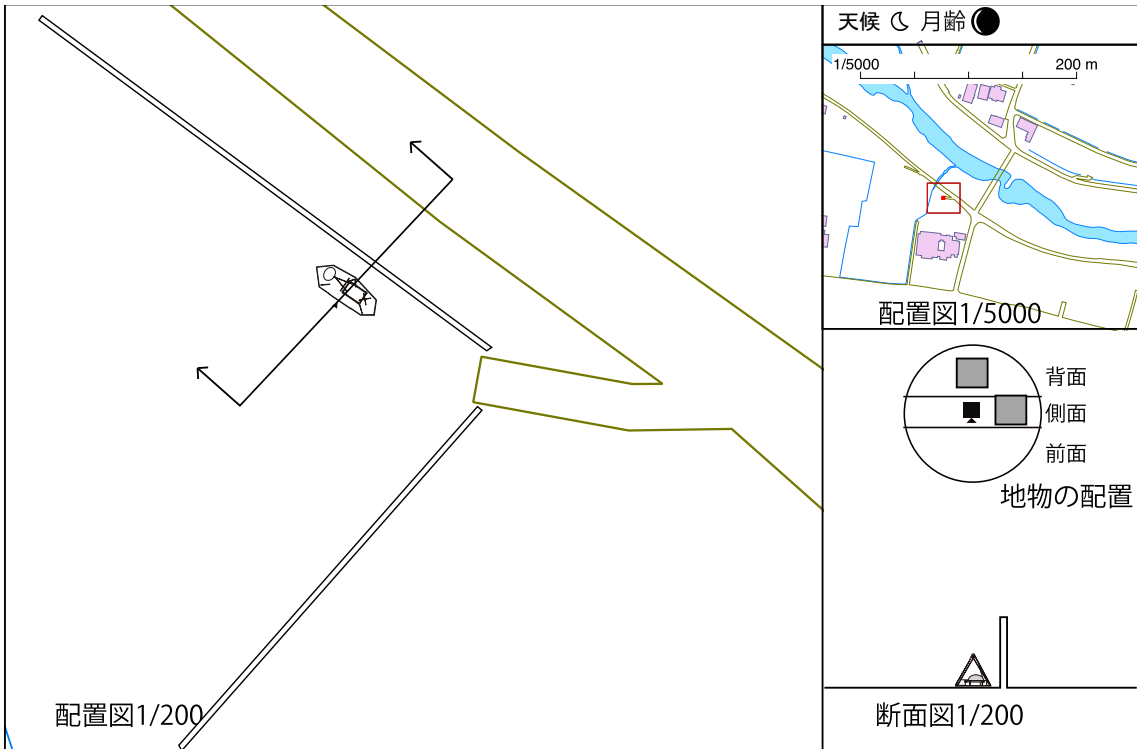 天候 月齢
1/5000 200 m
配置図1/5000
背面
側面
前面
地物の配置
配置図1/200
断面図1/200